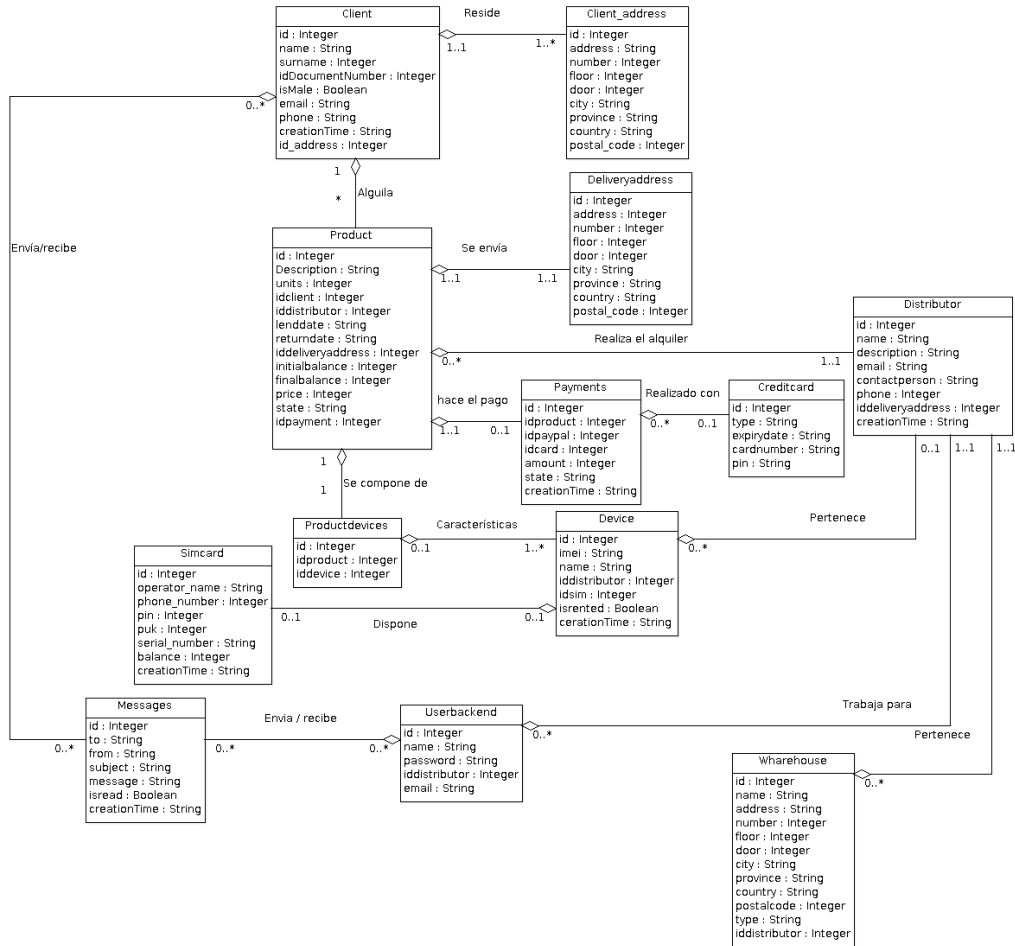 Client
id : Integer
name : String
surname : Integer
idDocumentNumber : Integer
isMale : Boolean
email : String
phone : String
creationTime : String
id_address : Integer
Reside
1..1
1..*
Client_address
id : Integer
address : String
number : Integer
floor : Integer
door : Integer
city : String
province : String
country : String
postal_code : Integer
0..*
1
*
Alguila
Envía/recibe
Deliveryaddress
id : Integer
address : Integer
number : Integer
floor : Integer
door : Integer
city : String
province : String
country : String
postal_code : Integer
Product
id : Integer
Description : String
units : Integer
idclient : Integer
iddistributor : Integer
lenddate : String
returndate : String
iddeliveryaddress : Integer
initialbalance : Integer
finalbalance : Integer
price : Integer
state : String
idpayment : Integer
Se envía
1..1
1..1
Realiza el alquiler
0..*
1..1
Distributor
id : Integer
name : String
description : String
email : String
contactperson : String
phone : Integer
iddeliveryaddress : Integer
creationTime : String
hace el pago
1..1
0..1
Payments
id : Integer
idproduct : Integer
idpaypal : Integer
idcard : Integer
amount : Integer
state : String
creationTime : String
Realizado con
0..*
0..1
Creditcard
id : Integer
type : String
expirydate : String
cardnumber : String
pin : String
0..1
1..1
1..1
1
Se compone de
1
Productdevices
id : Integer
idproduct : Integer
iddevice : Integer
Características
0..1
1..*
Device
id : Integer
imei : String
name : String
iddistributor : Integer
idsim : Integer
isrented : Boolean
cerationTime : String
Pertenece
0..*
Simcard
id : Integer
operator_name : String
phone_number : Integer
pin : Integer
puk : Integer
serial_number : String
balance : Integer
creationTime : String
0..1
Dispone
0..1
Messages
id : Integer
to : String
from : String
subject : String
message : String
isread : Boolean
creationTime : String
0..*
Envia / recibe
0..*
0..*
Userbackend
id : Integer
name : String
password : String
iddistributor : Integer
email : String
Trabaja para
0..*
Pertenece
0..*
Wharehouse
id : Integer
name : String
address : String
number : Integer
floor : Integer
door : Integer
city : String
province : String
country : String
postalcode : Integer
type : String
iddistributor : Integer